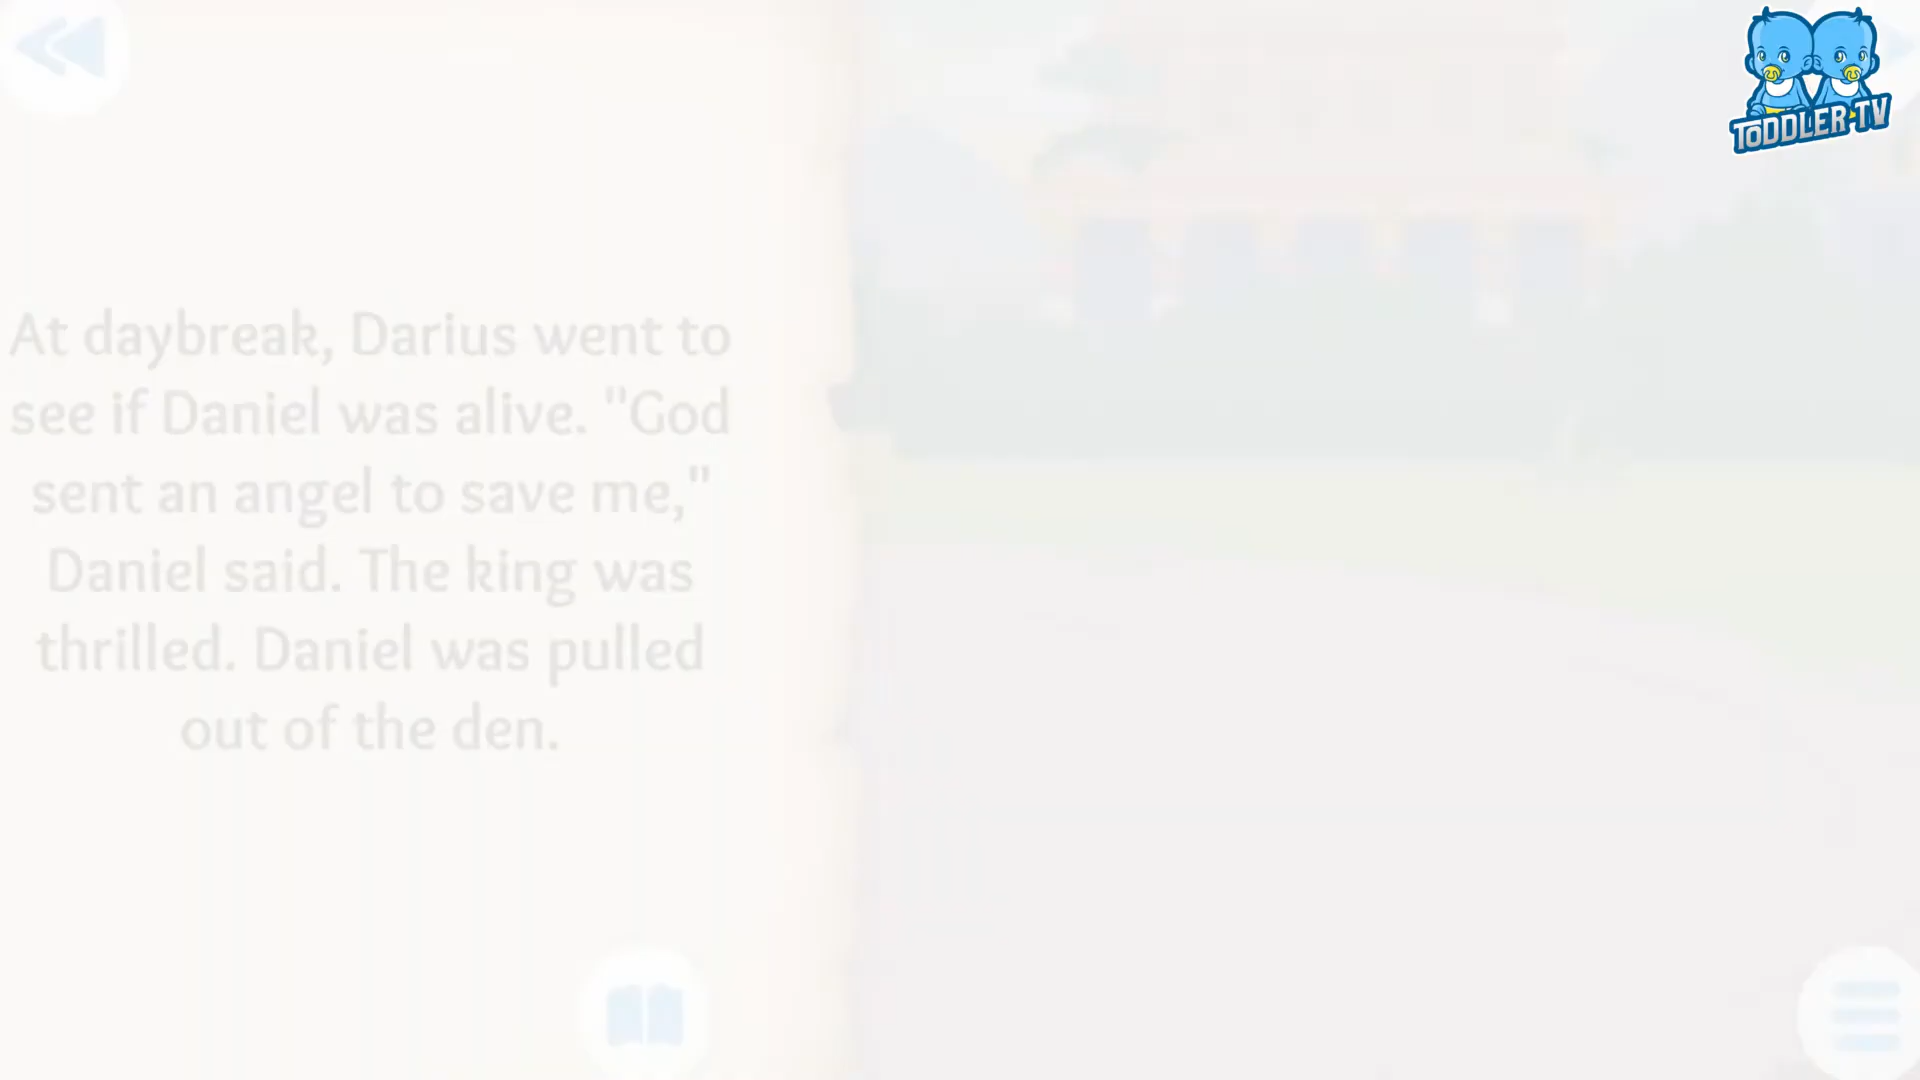 TODDLER TV
At daybreak, Darius went to
see if Daniel was alive. "God
sent an angel to save me,"
Daniel said. The king was
thrilled. Daniel was pulled
out of the den.